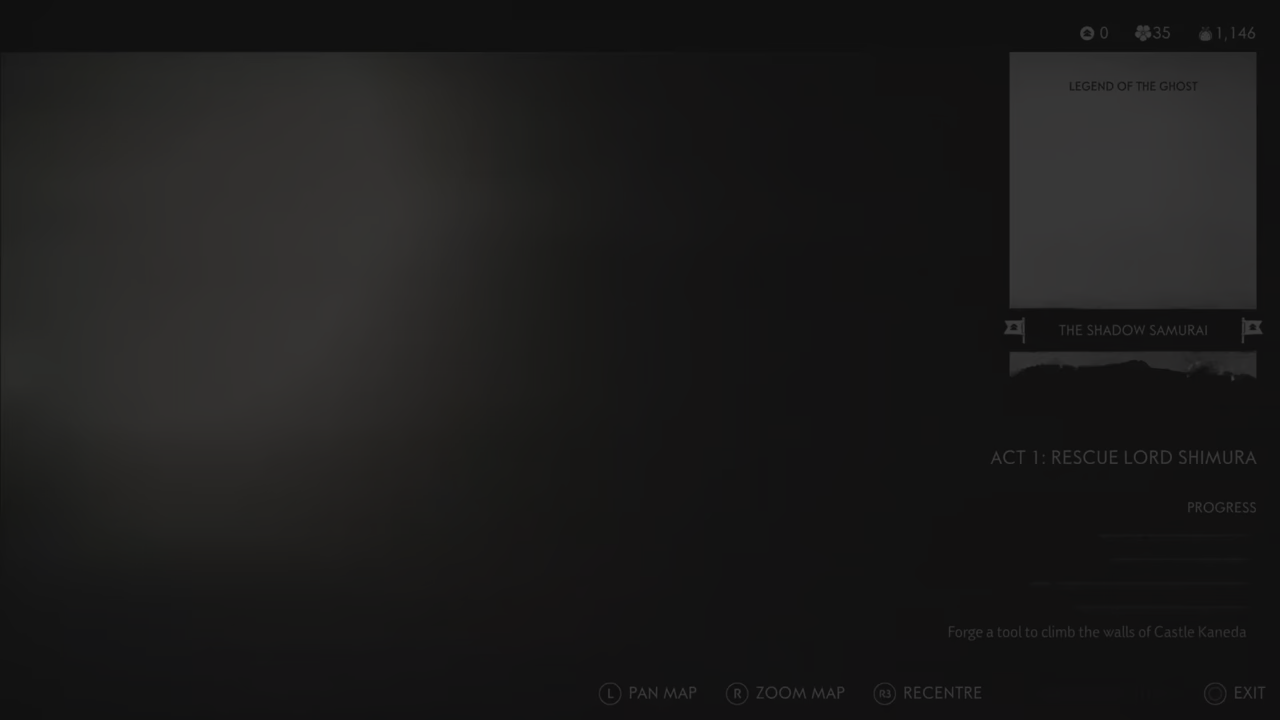 0 35 1,146
LEGEND OF THE GHOST
THE SHADOW SAMURAI
ACT 1: RESCUE LORD SHIMURA
PROGRESS
Forge a tool to climb the walls of Castle Kaneda
L PAN MAP R ZOOM MAP R3 RECENTRE EXIT